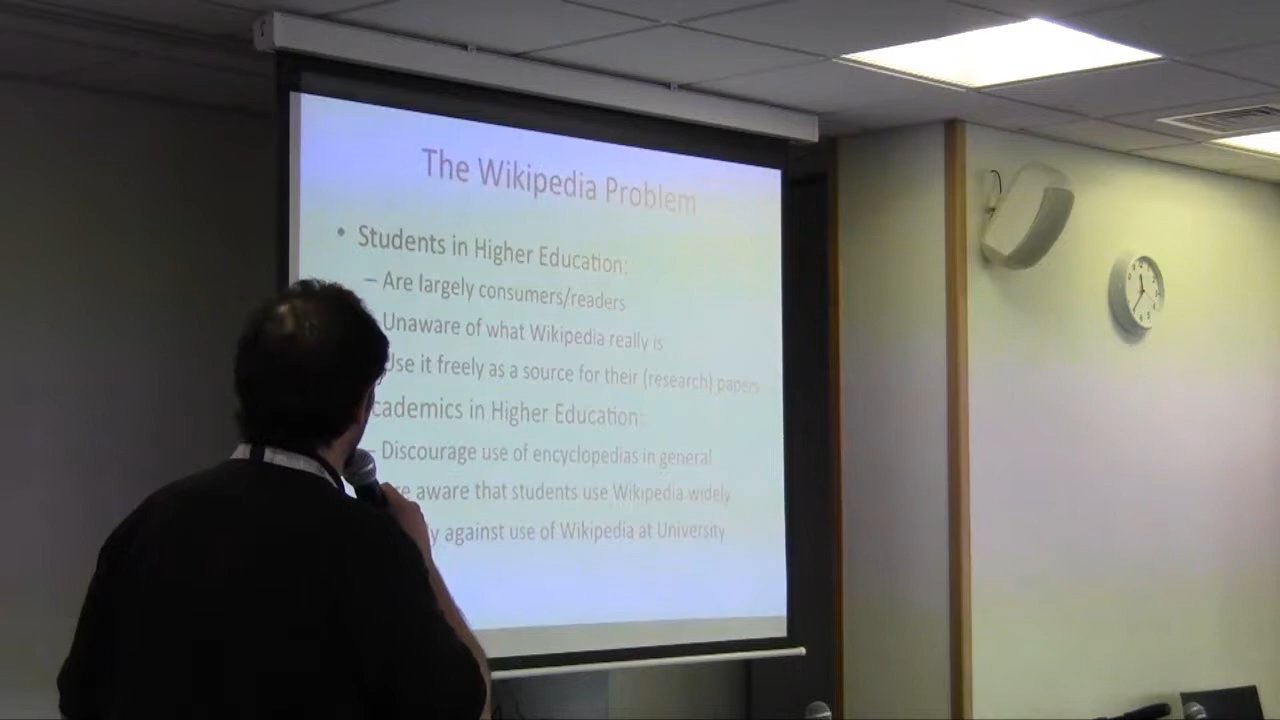 The Wikipedia Problem
• Students in Higher Education:
– Are largely consumers/readers
Unaware of what Wikipedia really is
Use it freely as a source for their (research) papers
cademics in Higher Education:
– Discourage use of encyclopedias in general
re aware that students use Wikipedia widely
y against use of Wikipedia at University